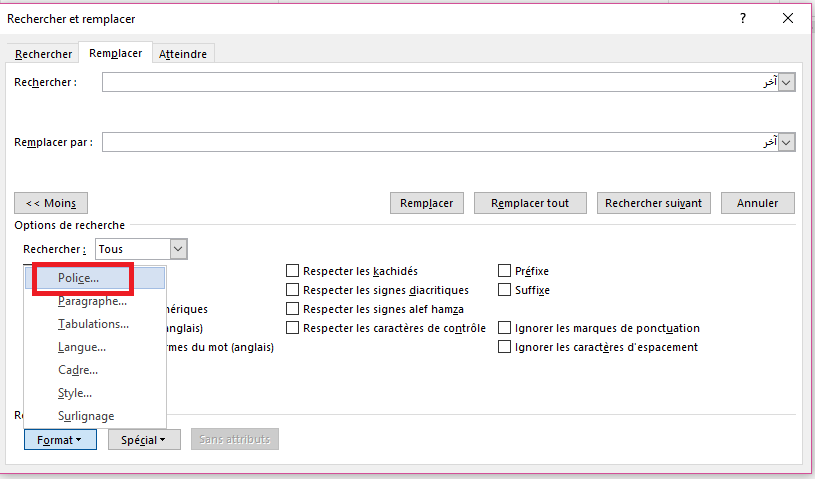 Rechercher et remplacer
?
Rechercher
Remplacer
Atteindre
Rechercher :
آخر
Remplacer par :
آخر
<< Moins
Remplacer
Remplacer tout
Rechercher suivant
Annuler
Options de recherche
Rechercher :
Tous
Police...
Paragraphe...
Tabulations...
Langue...
Cadre...
Style...
Surlignage
Respecter les kachidés
Préfixe
Respecter les signes diacritiques
Suffixe
Respecter les signes alef hamza
anglais)
Respecter les caractères de contrôle
Ignorer les marques de ponctuation
du mot (anglais)
Ignorer les caractères d'espacement
Format
Spécial
Sans attributs